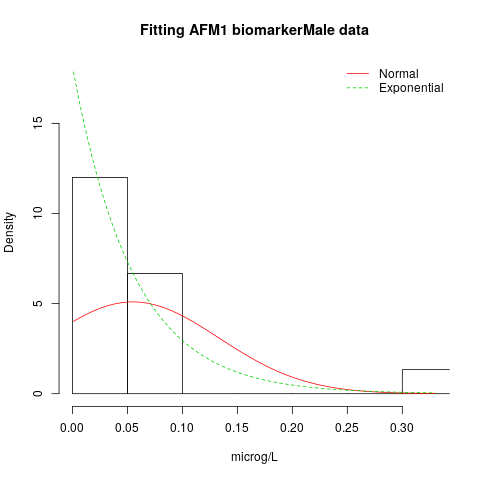 Fitting AFM1 biomarkerMale data
Normal
Exponential
Density
15
10
5
0
0.00 0.05 0.10 0.15 0.20 0.25 0.30
microg/L